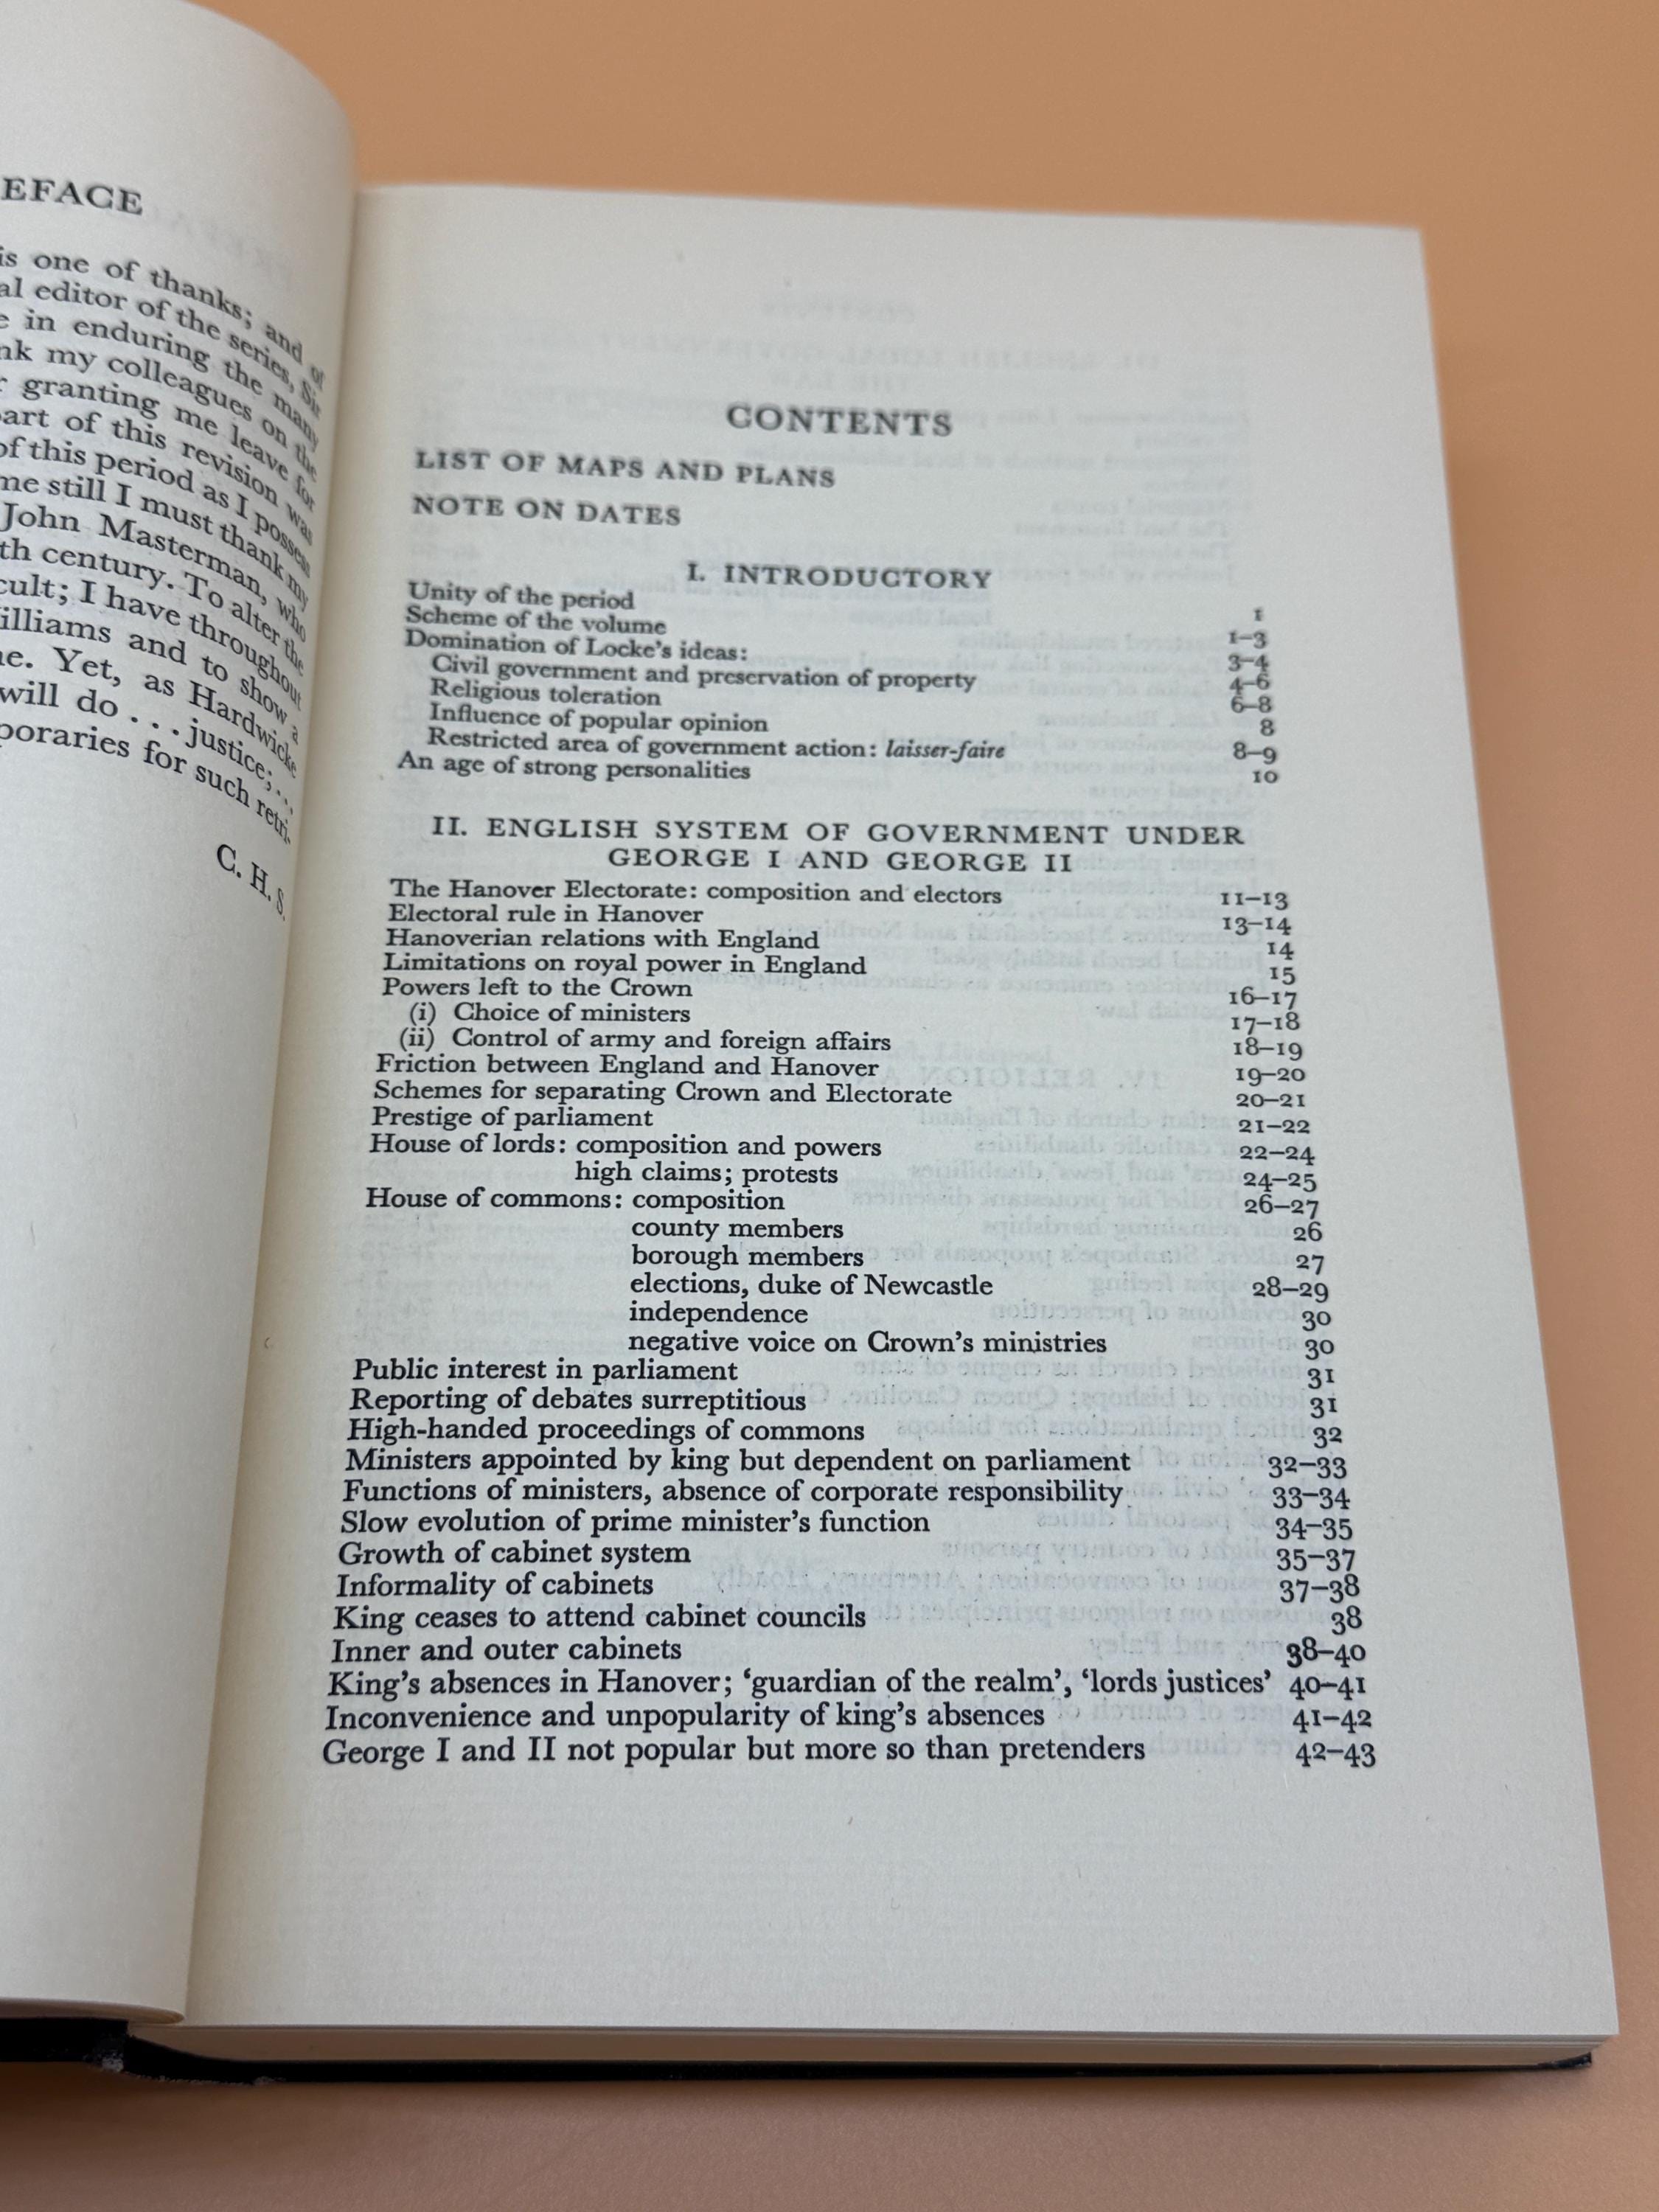 EFACE
is one of thanks; and of
al editor of the series, Sir
e in enduring the many
nk my colleagues on the
r granting me leave for
art of this revision was
of this period as I possess
me still I must thank my
John Masterman, who
th century. To alter the
cult; I have throughout
illiams and to show a
ne. Yet, as Hardwicke
will do . . . justice; . . .
poraries for such retri-
C. H. S.
CONTENTS
LIST OF MAPS AND PLANS
NOTE ON DATES
I. INTRODUCTORY
Unity of the period 1
Scheme of the volume 1–3
Domination of Locke's ideas: 3–4
Civil government and preservation of property 4–6
Religious toleration 6–8
Influence of popular opinion 8
Restricted area of government action: laisser-faire 8–9
An age of strong personalities 10
II. ENGLISH SYSTEM OF GOVERNMENT UNDER
GEORGE I AND GEORGE II
The Hanover Electorate: composition and electors 11–13
Electoral rule in Hanover 13–14
Hanoverian relations with England 14
Limitations on royal power in England 15
Powers left to the Crown 16–17
(i) Choice of ministers 17–18
(ii) Control of army and foreign affairs 18–19
Friction between England and Hanover 19–20
Schemes for separating Crown and Electorate 20–21
Prestige of parliament 21–22
House of lords: composition and powers 22–24
high claims; protests 24–25
House of commons: composition 26–27
county members 26
borough members 27
elections, duke of Newcastle 28–29
independence 30
negative voice on Crown's ministries 30
Public interest in parliament 31
Reporting of debates surreptitious 31
High-handed proceedings of commons 32
Ministers appointed by king but dependent on parliament 32–33
Functions of ministers, absence of corporate responsibility 33–34
Slow evolution of prime minister's function 34–35
Growth of cabinet system 35–37
Informality of cabinets 37–38
King ceases to attend cabinet councils 38
Inner and outer cabinets 38–40
King's absences in Hanover; 'guardian of the realm', 'lords justices' 40–41
Inconvenience and unpopularity of king's absences 41–42
George I and II not popular but more so than pretenders 42–43